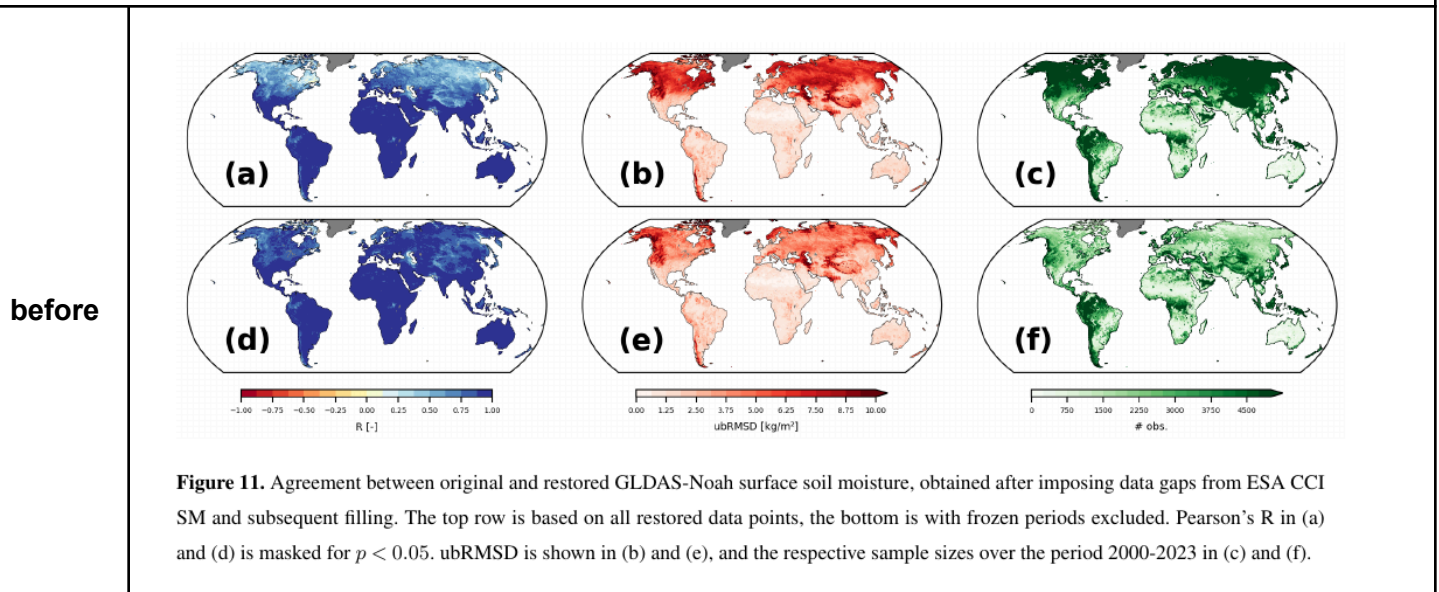 before
(a)
(b)
(c)
(d)
(e)
(f)
−1.00 −0.75 −0.50 −0.25 0.00 0.25 0.50 0.75 1.00
R [-]
0.00 1.25 2.50 3.75 5.00 6.25 7.50 8.75 10.00
ubRMSD [kg/m²]
0 750 1500 2250 3000 3750 4500
# obs.
Figure 11. Agreement between original and restored GLDAS-Noah surface soil moisture, obtained after imposing data gaps from ESA CCI
SM and subsequent filling. The top row is based on all restored data points, the bottom is with frozen periods excluded. Pearson's R in (a)
and (d) is masked for p < 0.05. ubRMSD is shown in (b) and (e), and the respective sample sizes over the period 2000-2023 in (c) and (f).